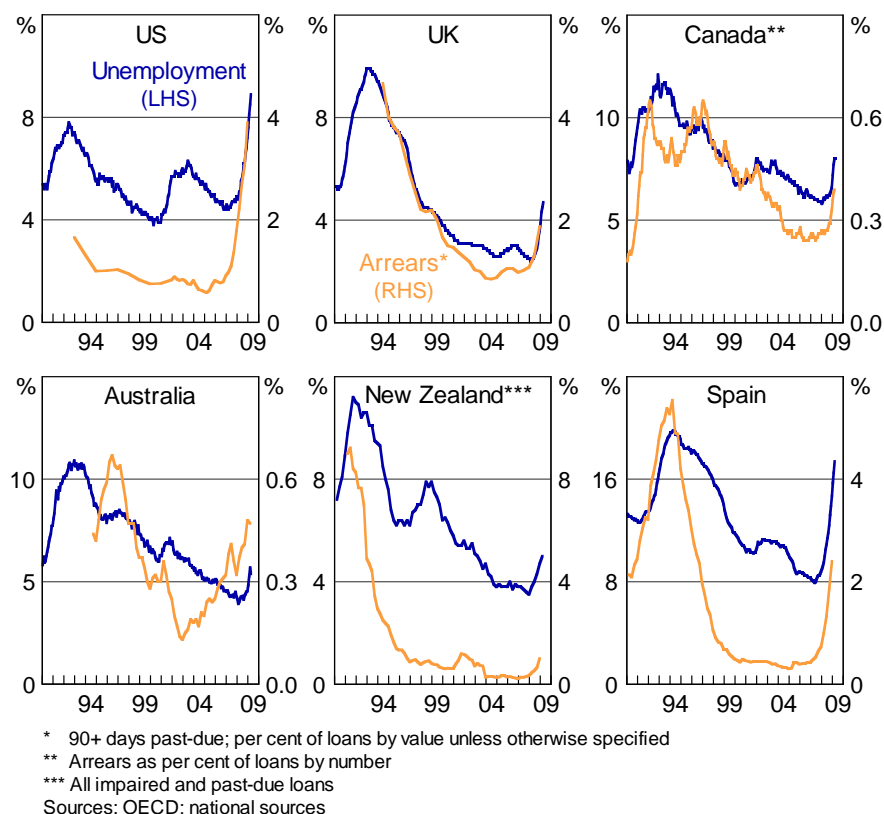 % US % % UK % % Canada** %
Unemployment
(LHS)
8 4 8 4 10 0.6
4 2 4 2 5 0.3
Arrears*
(RHS)
0 0 0 0 0 0.0
94 99 04 09 94 99 04 09 94 99 04 09
% Australia % % New Zealand*** % % Spain %
10 0.6 8 8 16 4
5 0.3 4 4 8 2
0 0.0 0 0 0 0
94 99 04 09 94 99 04 09 94 99 04 09
* 90+ days past-due; per cent of loans by value unless otherwise specified
** Arrears as per cent of loans by number
*** All impaired and past-due loans
Sources: OECD; national sources